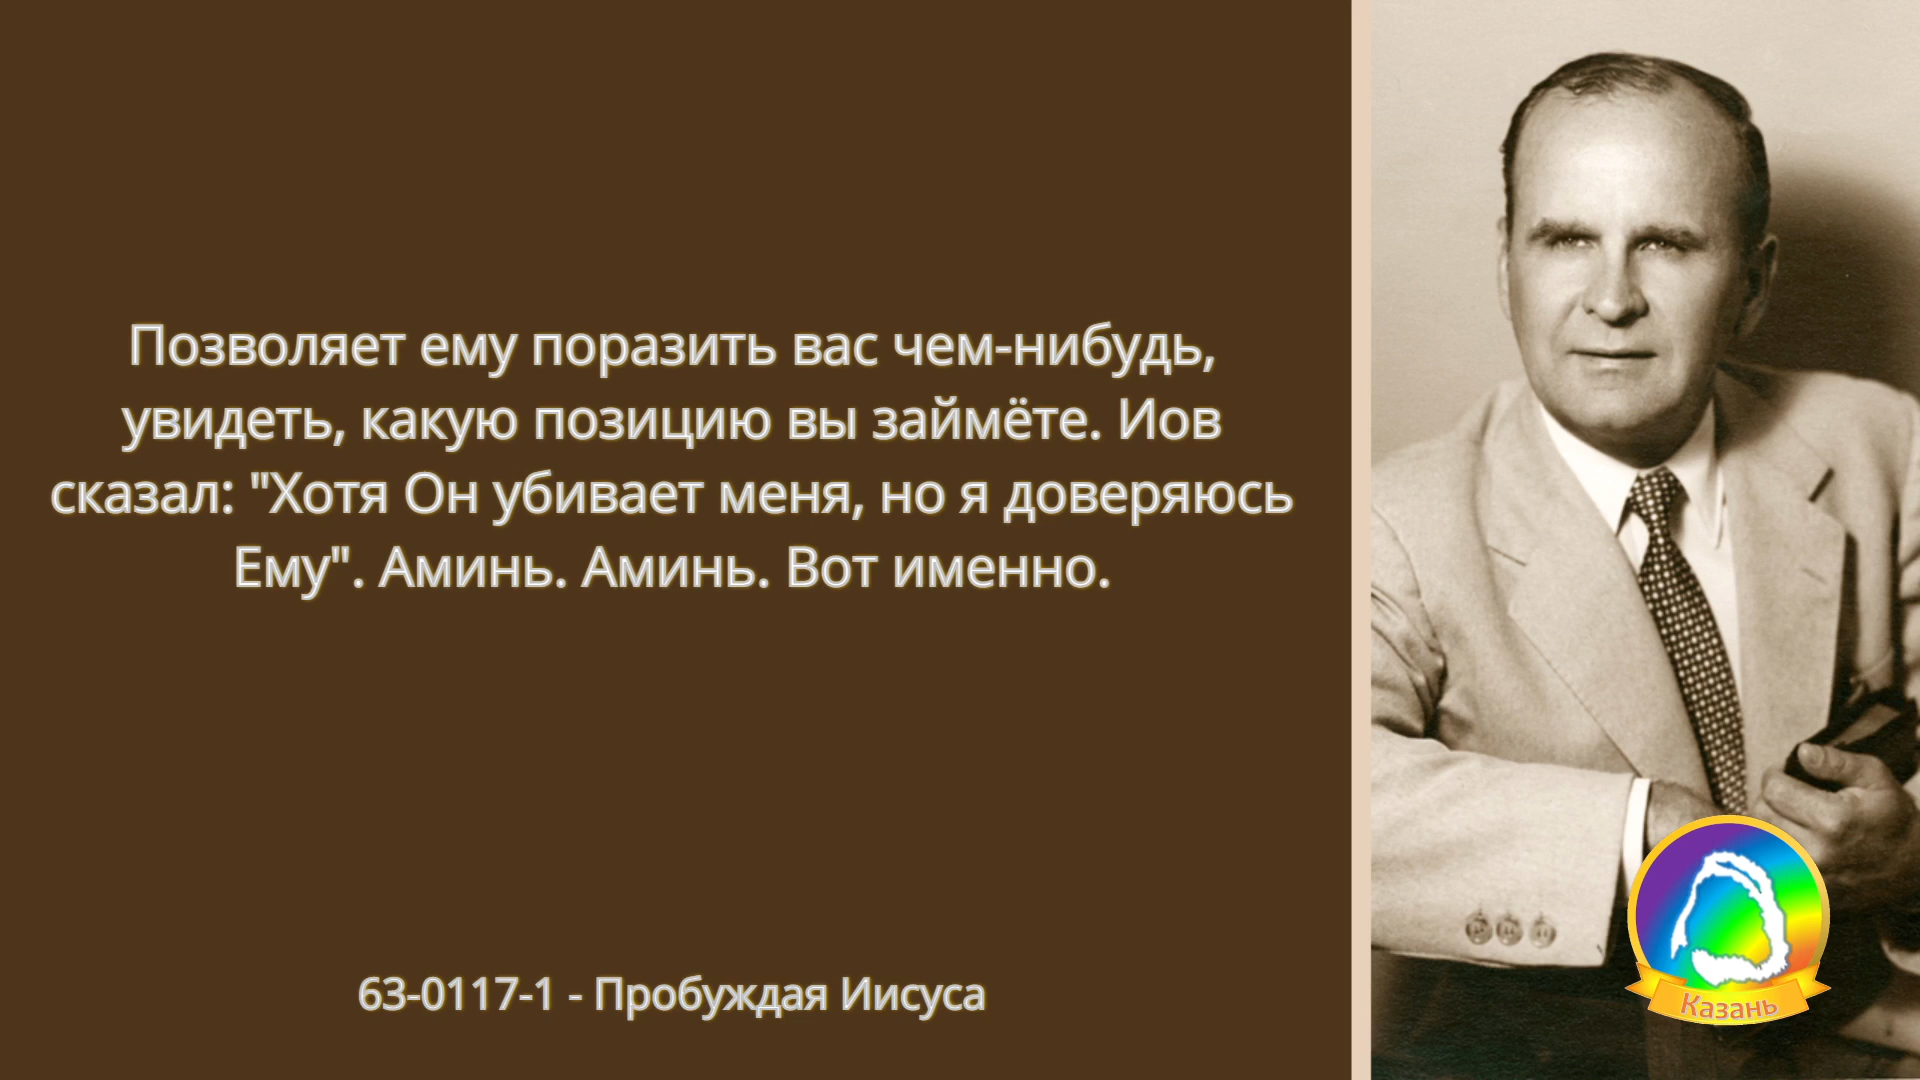 Позволяет ему поразить вас чем-нибудь,
увидеть, какую позицию вы займёте. Иов
сказал: "Хотя Он убивает меня, но я доверяюсь
Ему". Аминь. Аминь. Вот именно.
63-0117-1 - Пробуждая Иисуса
Казань